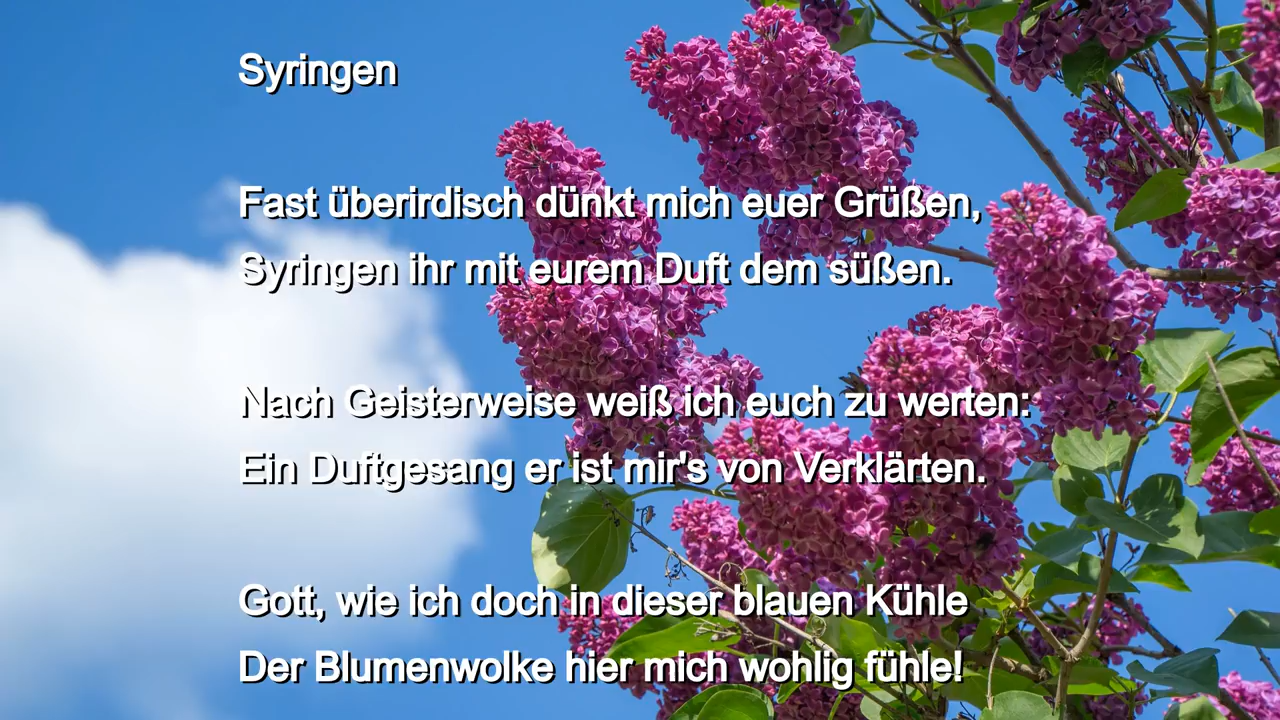 Syringen
Fast überirdisch dünkt mich euer Grüßen,
Syringen ihr mit eurem Duft dem süßen.
Nach Geisterweise weiß ich euch zu werten:
Ein Duftgesang er ist mir's von Verklärten.
Gott, wie ich doch in dieser blauen Kühle
Der Blumenwolke hier mich wohlig fühle!